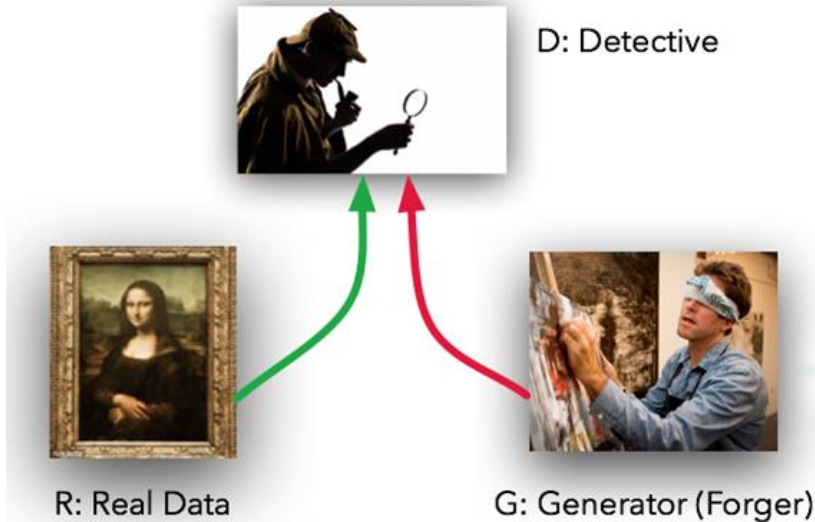 D: Detective
R: Real Data
G: Generator (Forger)